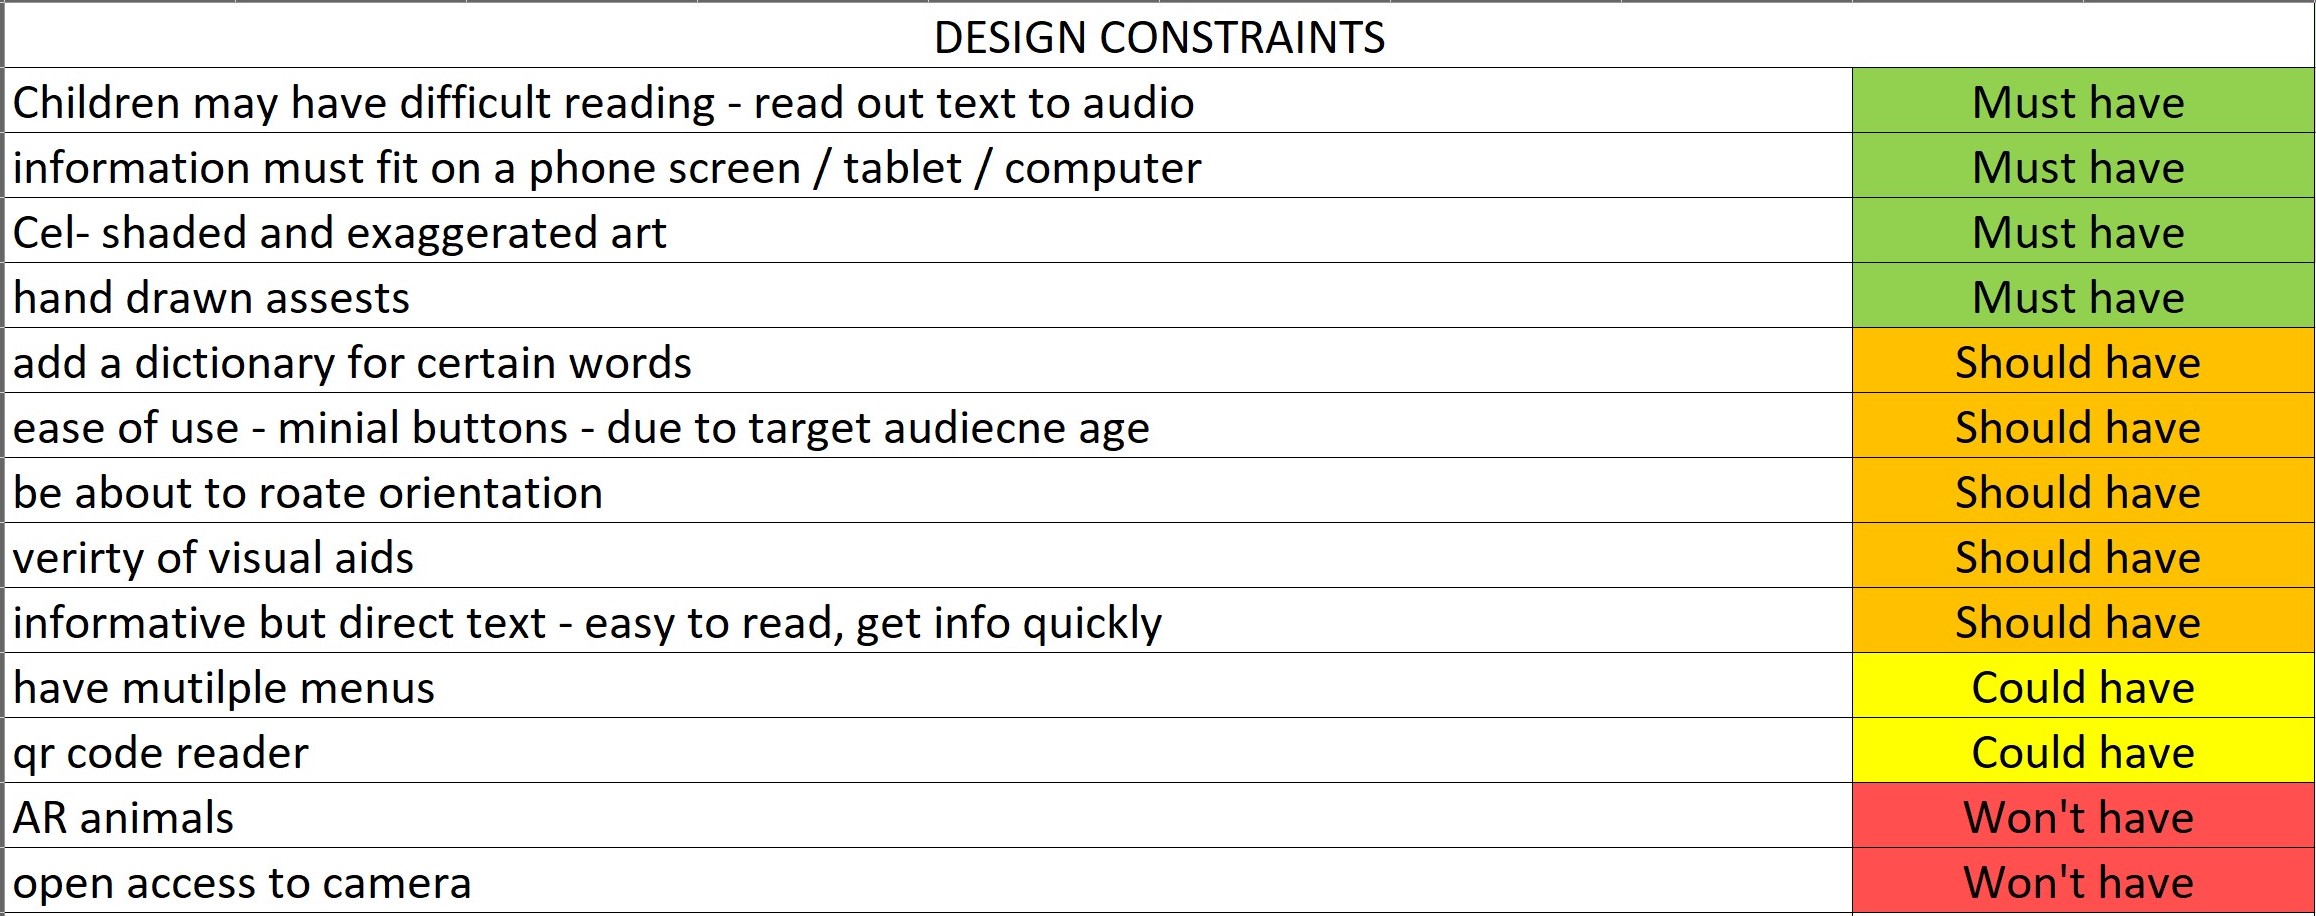 DESIGN CONSTRAINTS
Children may have difficult reading - read out text to audio Must have
information must fit on a phone screen / tablet / computer Must have
Cel- shaded and exaggerated art Must have
hand drawn assests Must have
add a dictionary for certain words Should have
ease of use - minial buttons - due to target audiecne age Should have
be about to roate orientation Should have
verirty of visual aids Should have
informative but direct text - easy to read, get info quickly Should have
have mutilple menus Could have
qr code reader Could have
AR animals Won't have
open access to camera Won't have